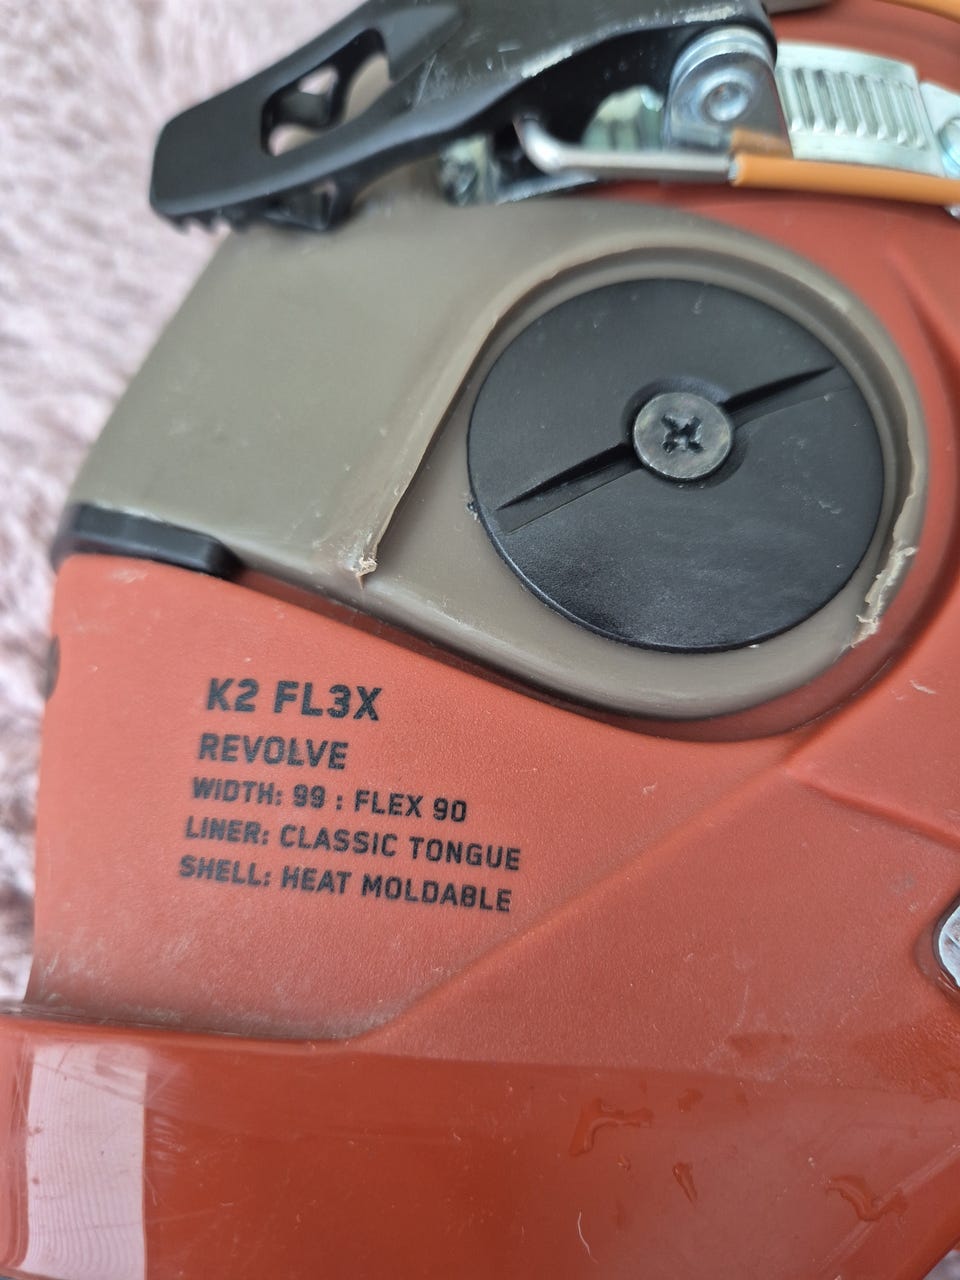 K2 FL3X
REVOLVE
WIDTH: 99 : FLEX 90
LINER: CLASSIC TONGUE
SHELL: HEAT MOLDABLE